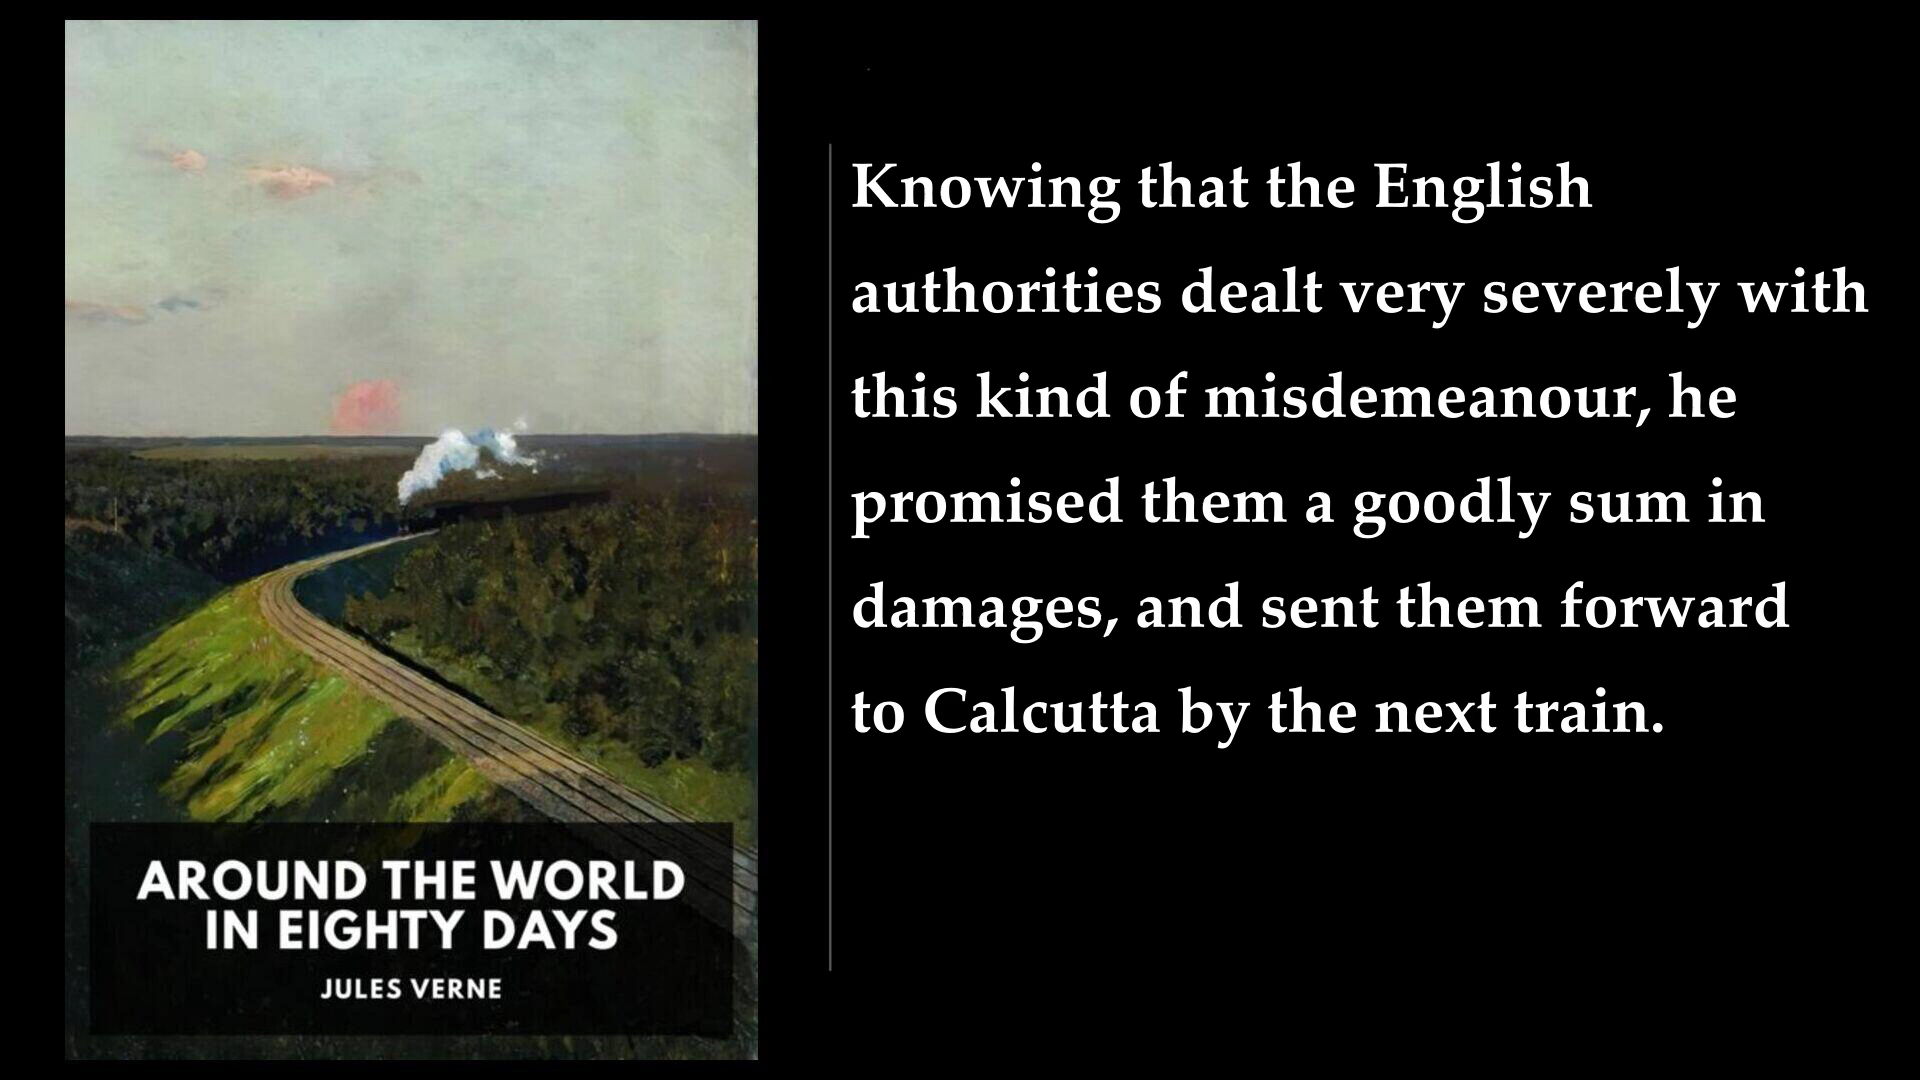 AROUND THE WORLD
IN EIGHTY DAYS
JULES VERNE
Knowing that the English
authorities dealt very severely with
this kind of misdemeanour, he
promised them a goodly sum in
damages, and sent them forward
to Calcutta by the next train.